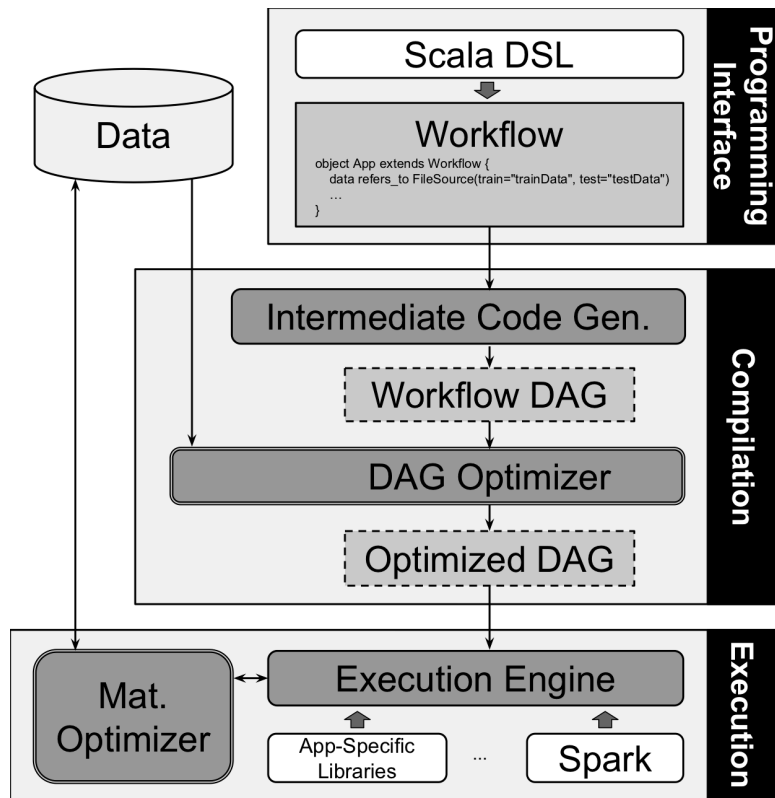 Scala DSL
Programming
Interface
Data
Workflow
object App extends Workflow {
data refers_to FileSource(train="trainData", test="testData")
…
}
Intermediate Code Gen.
Workflow DAG
DAG Optimizer
Optimized DAG
Compilation
Mat.
Optimizer
Execution Engine
App-Specific
Libraries
...
Spark
Execution